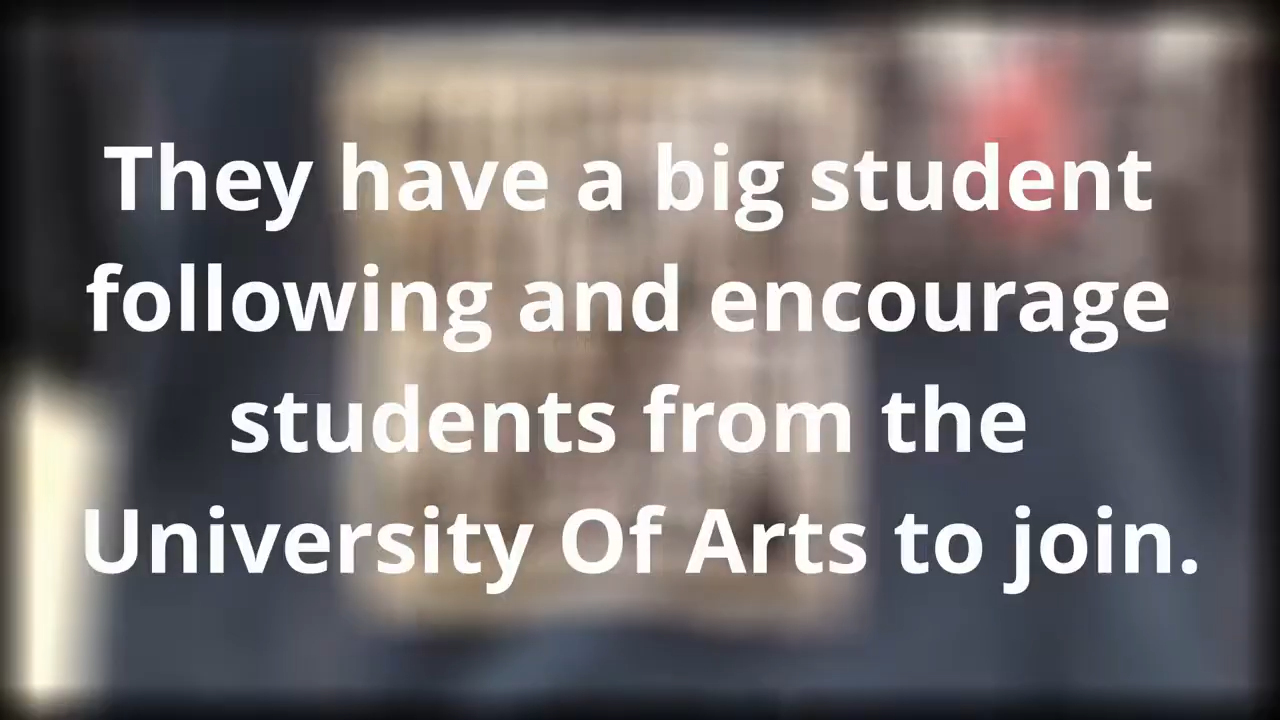 They have a big student
following and encourage
students from the
University Of Arts to join.